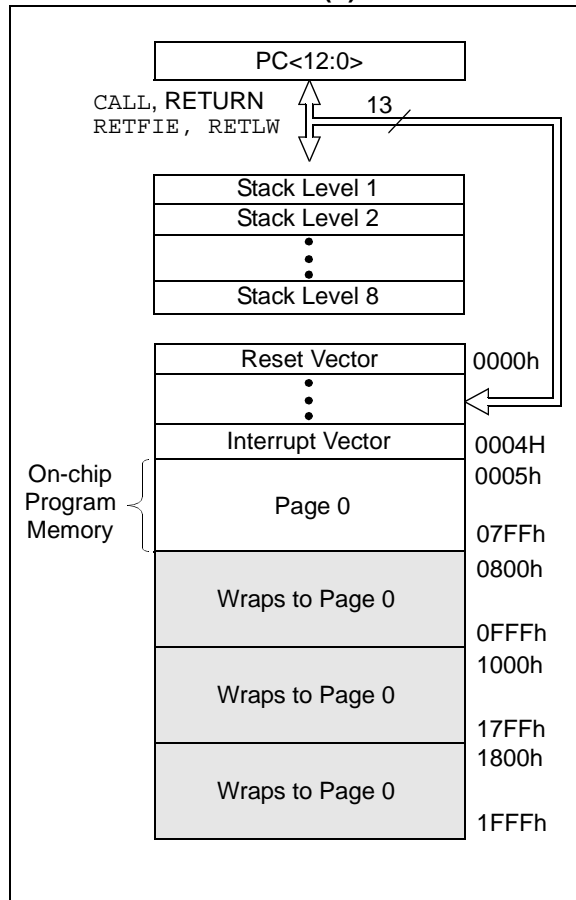 PC<12:0>
CALL, RETURN
RETFIE, RETLW
13
Stack Level 1
Stack Level 2
Stack Level 8
Reset Vector
0000h
Interrupt Vector
0004H
0005h
On-chip
Program
Memory
Page 0
07FFh
0800h
Wraps to Page 0
0FFFh
1000h
Wraps to Page 0
17FFh
1800h
Wraps to Page 0
1FFFh